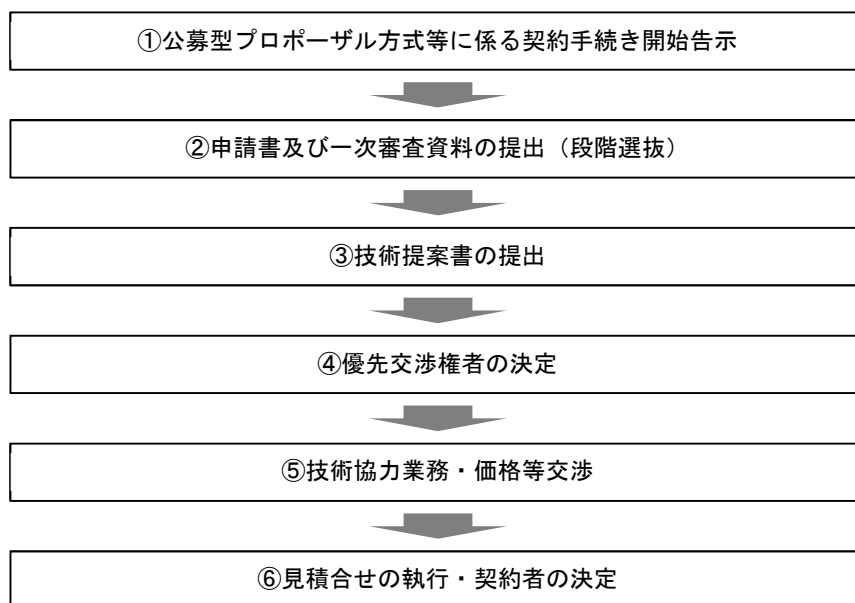 ①公募型プロポーザル方式等に係る契約手続き開始告示
②申請書及び一次審査資料の提出（段階選抜）
③技術提案書の提出
④優先交渉権者の決定
⑤技術協力業務・価格等交渉
⑥見積合せの執行・契約者の決定